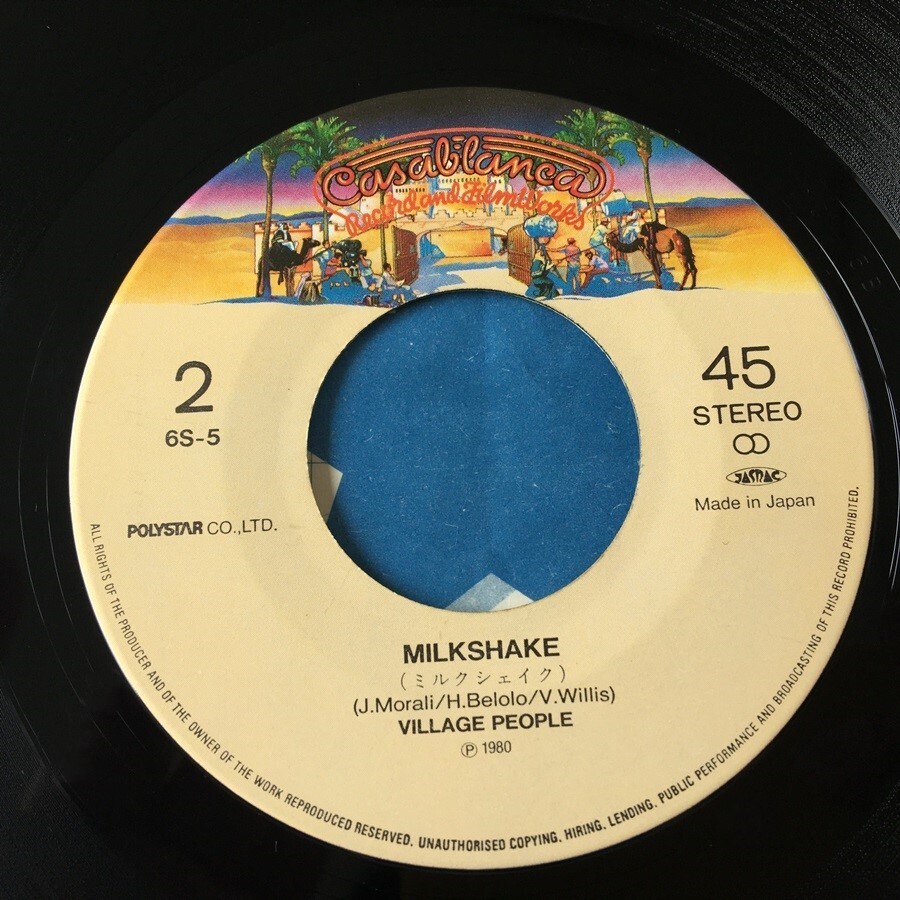 Casablanca
Record and FilmWorks
2
6S-5
45
STEREO
JASRAC
Made in Japan
POLYSTAR CO.,LTD.
MILKSHAKE
(ミルクシェイク)
(J.Morali/H.Belolo/V.Willis)
VILLAGE PEOPLE
Ⓟ 1980
ALL RIGHTS OF THE PRODUCER AND OF THE OWNER OF THE WORK REPRODUCED RESERVED. UNAUTHORISED COPYING, HIRING, LENDING, PUBLIC PERFORMANCE AND BROADCASTING OF THIS RECORD PROHIBITED.